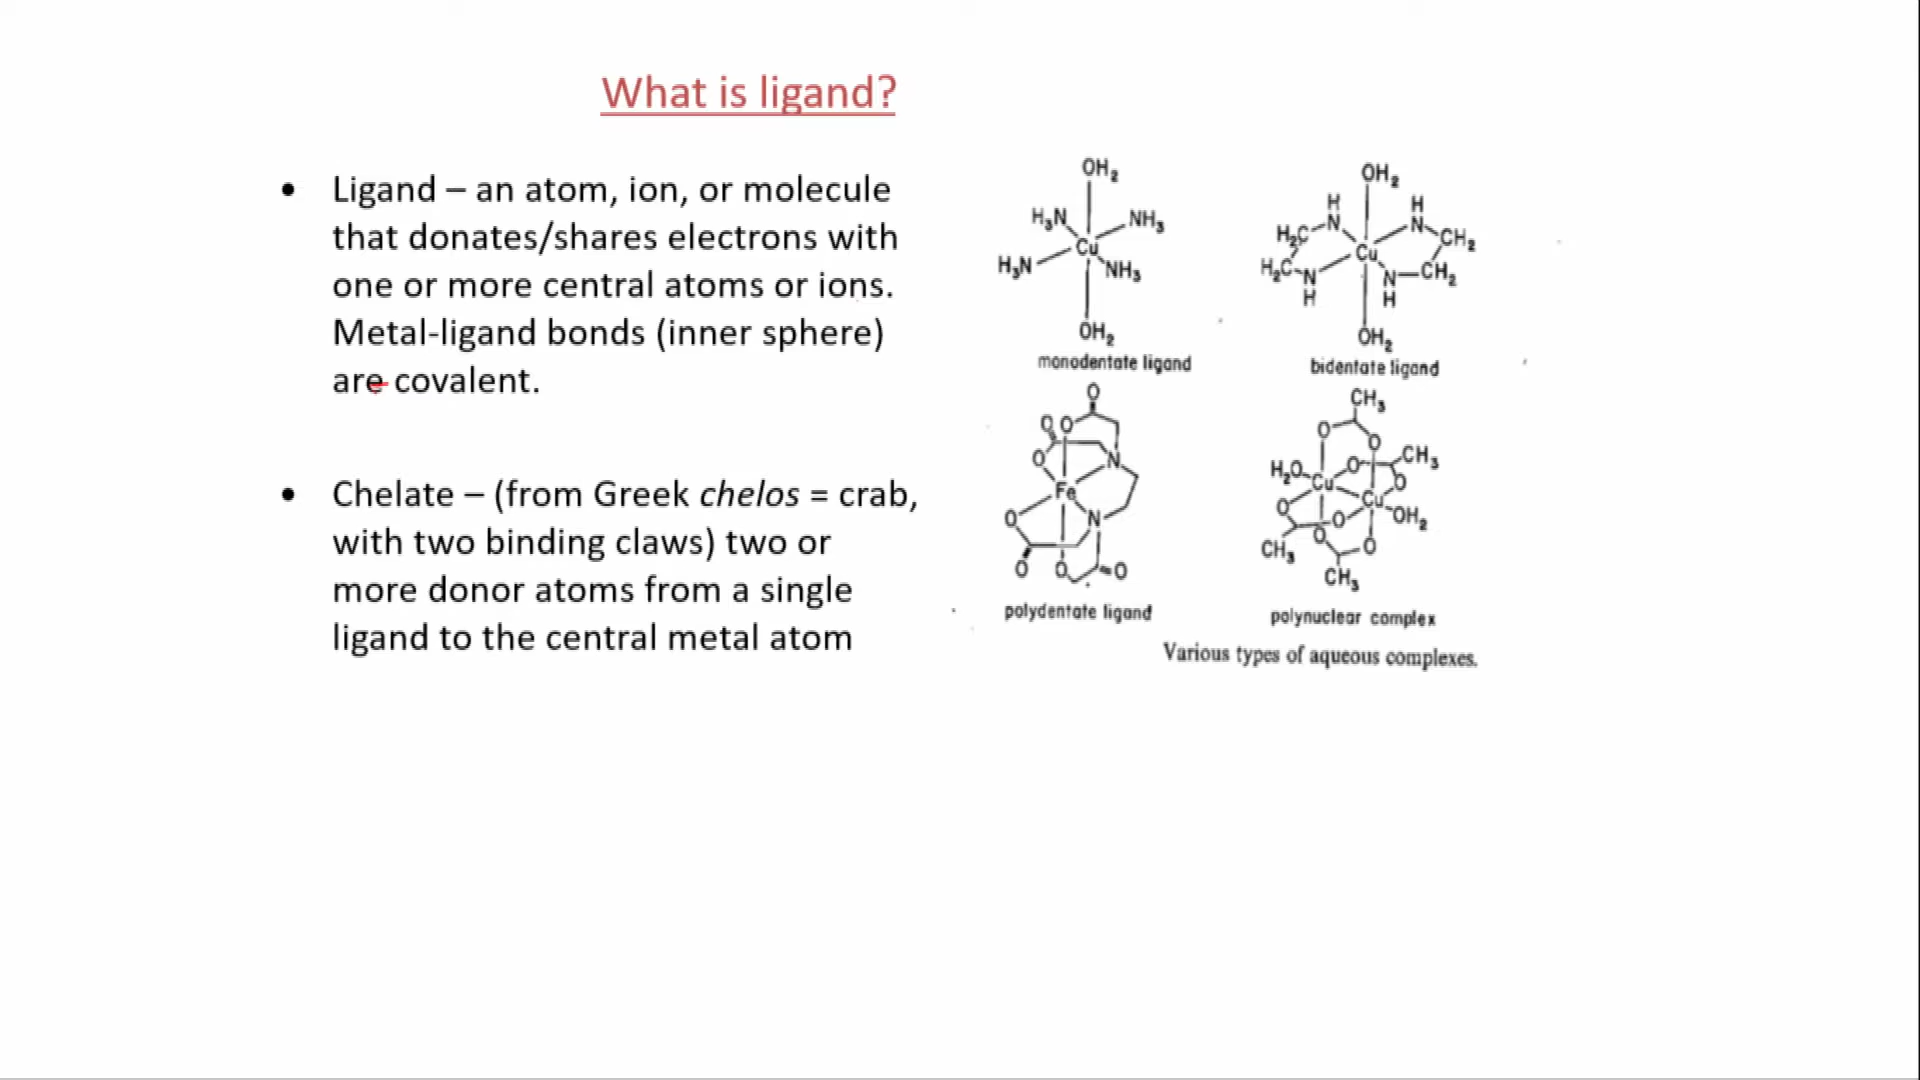 What is ligand?
• Ligand – an atom, ion, or molecule
that donates/shares electrons with
one or more central atoms or ions.
Metal-ligand bonds (inner sphere)
are covalent.
• Chelate – (from Greek chelos = crab,
with two binding claws) two or
more donor atoms from a single
ligand to the central metal atom
OH₂
H₃N NH₃
Cu
H₃N NH₃
OH₂
monodentate ligand
OH₂
H H
N N
H₂C CH₂
Cu
H₂C N N CH₂
H H
OH₂
bidentate ligand
O
O O
O N
Fe
O N
O O O
polydentate ligand
CH₃
O O
H₂O O CH₃
Cu O
O Cu
O OH₂
CH₃ O O
CH₃
polynuclear complex
Various types of aqueous complexes.